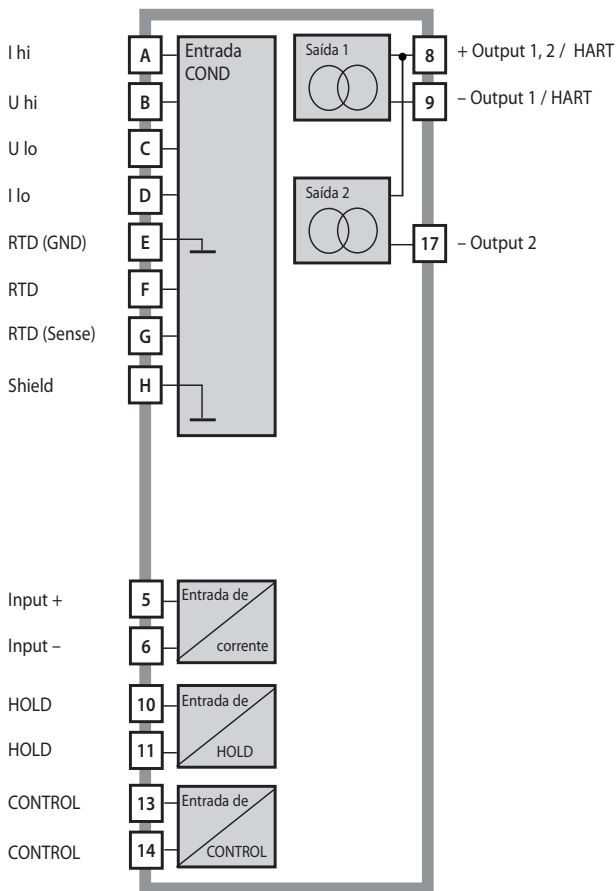 I hi
A
Entrada
COND
U hi
B
U lo
C
I lo
D
RTD (GND)
E
RTD
F
RTD (Sense)
G
Shield
H
Saída 1
8
+ Output 1, 2 / HART
9
– Output 1 / HART
Saída 2
17
– Output 2
Input +
5
Entrada de
Input –
6
corrente
HOLD
10
Entrada de
HOLD
11
HOLD
CONTROL
13
Entrada de
CONTROL
14
CONTROL